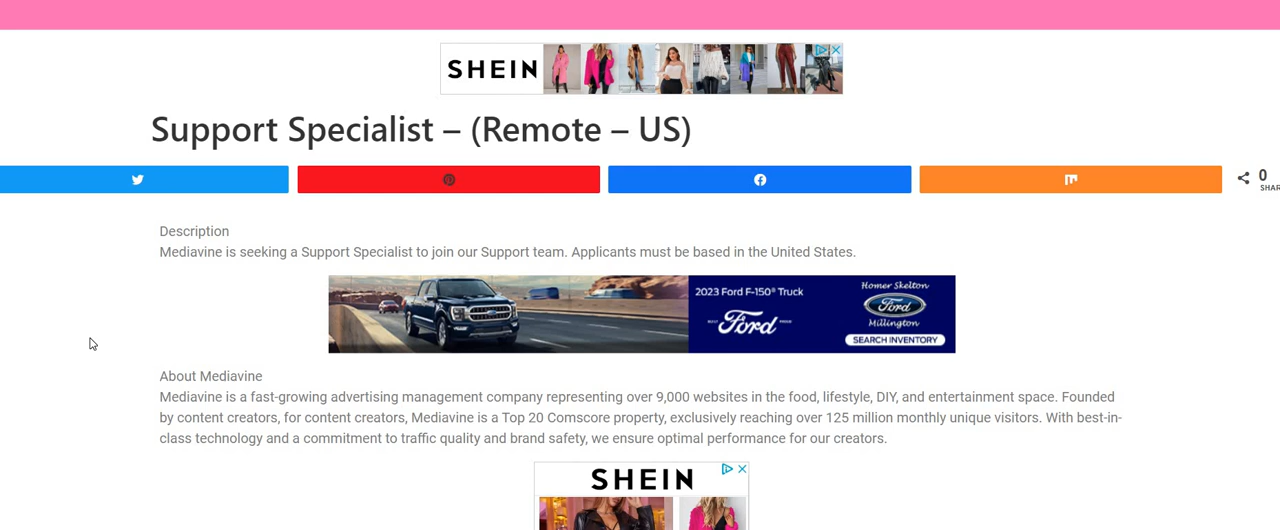 SHEIN
Support Specialist – (Remote – US)
0
SHAR
Description
Mediavine is seeking a Support Specialist to join our Support team. Applicants must be based in the United States.
2023 Ford F-150® Truck
BUILT Ford PROUD
Homer Skelton
Ford
Millington
SEARCH INVENTORY
About Mediavine
Mediavine is a fast-growing advertising management company representing over 9,000 websites in the food, lifestyle, DIY, and entertainment space. Founded
by content creators, for content creators, Mediavine is a Top 20 Comscore property, exclusively reaching over 125 million monthly unique visitors. With best-in-
class technology and a commitment to traffic quality and brand safety, we ensure optimal performance for our creators.
SHEIN